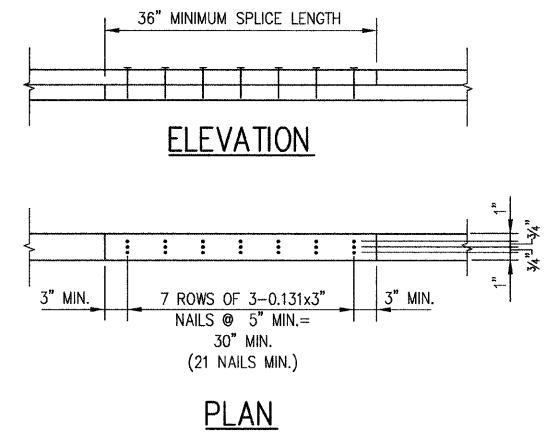 36" MINIMUM SPLICE LENGTH
ELEVATION
1"
3/4"
3/4"
1"
3" MIN.
7 ROWS OF 3-0.131x3"
NAILS @ 5" MIN.=
30" MIN.
(21 NAILS MIN.)
3" MIN.
PLAN